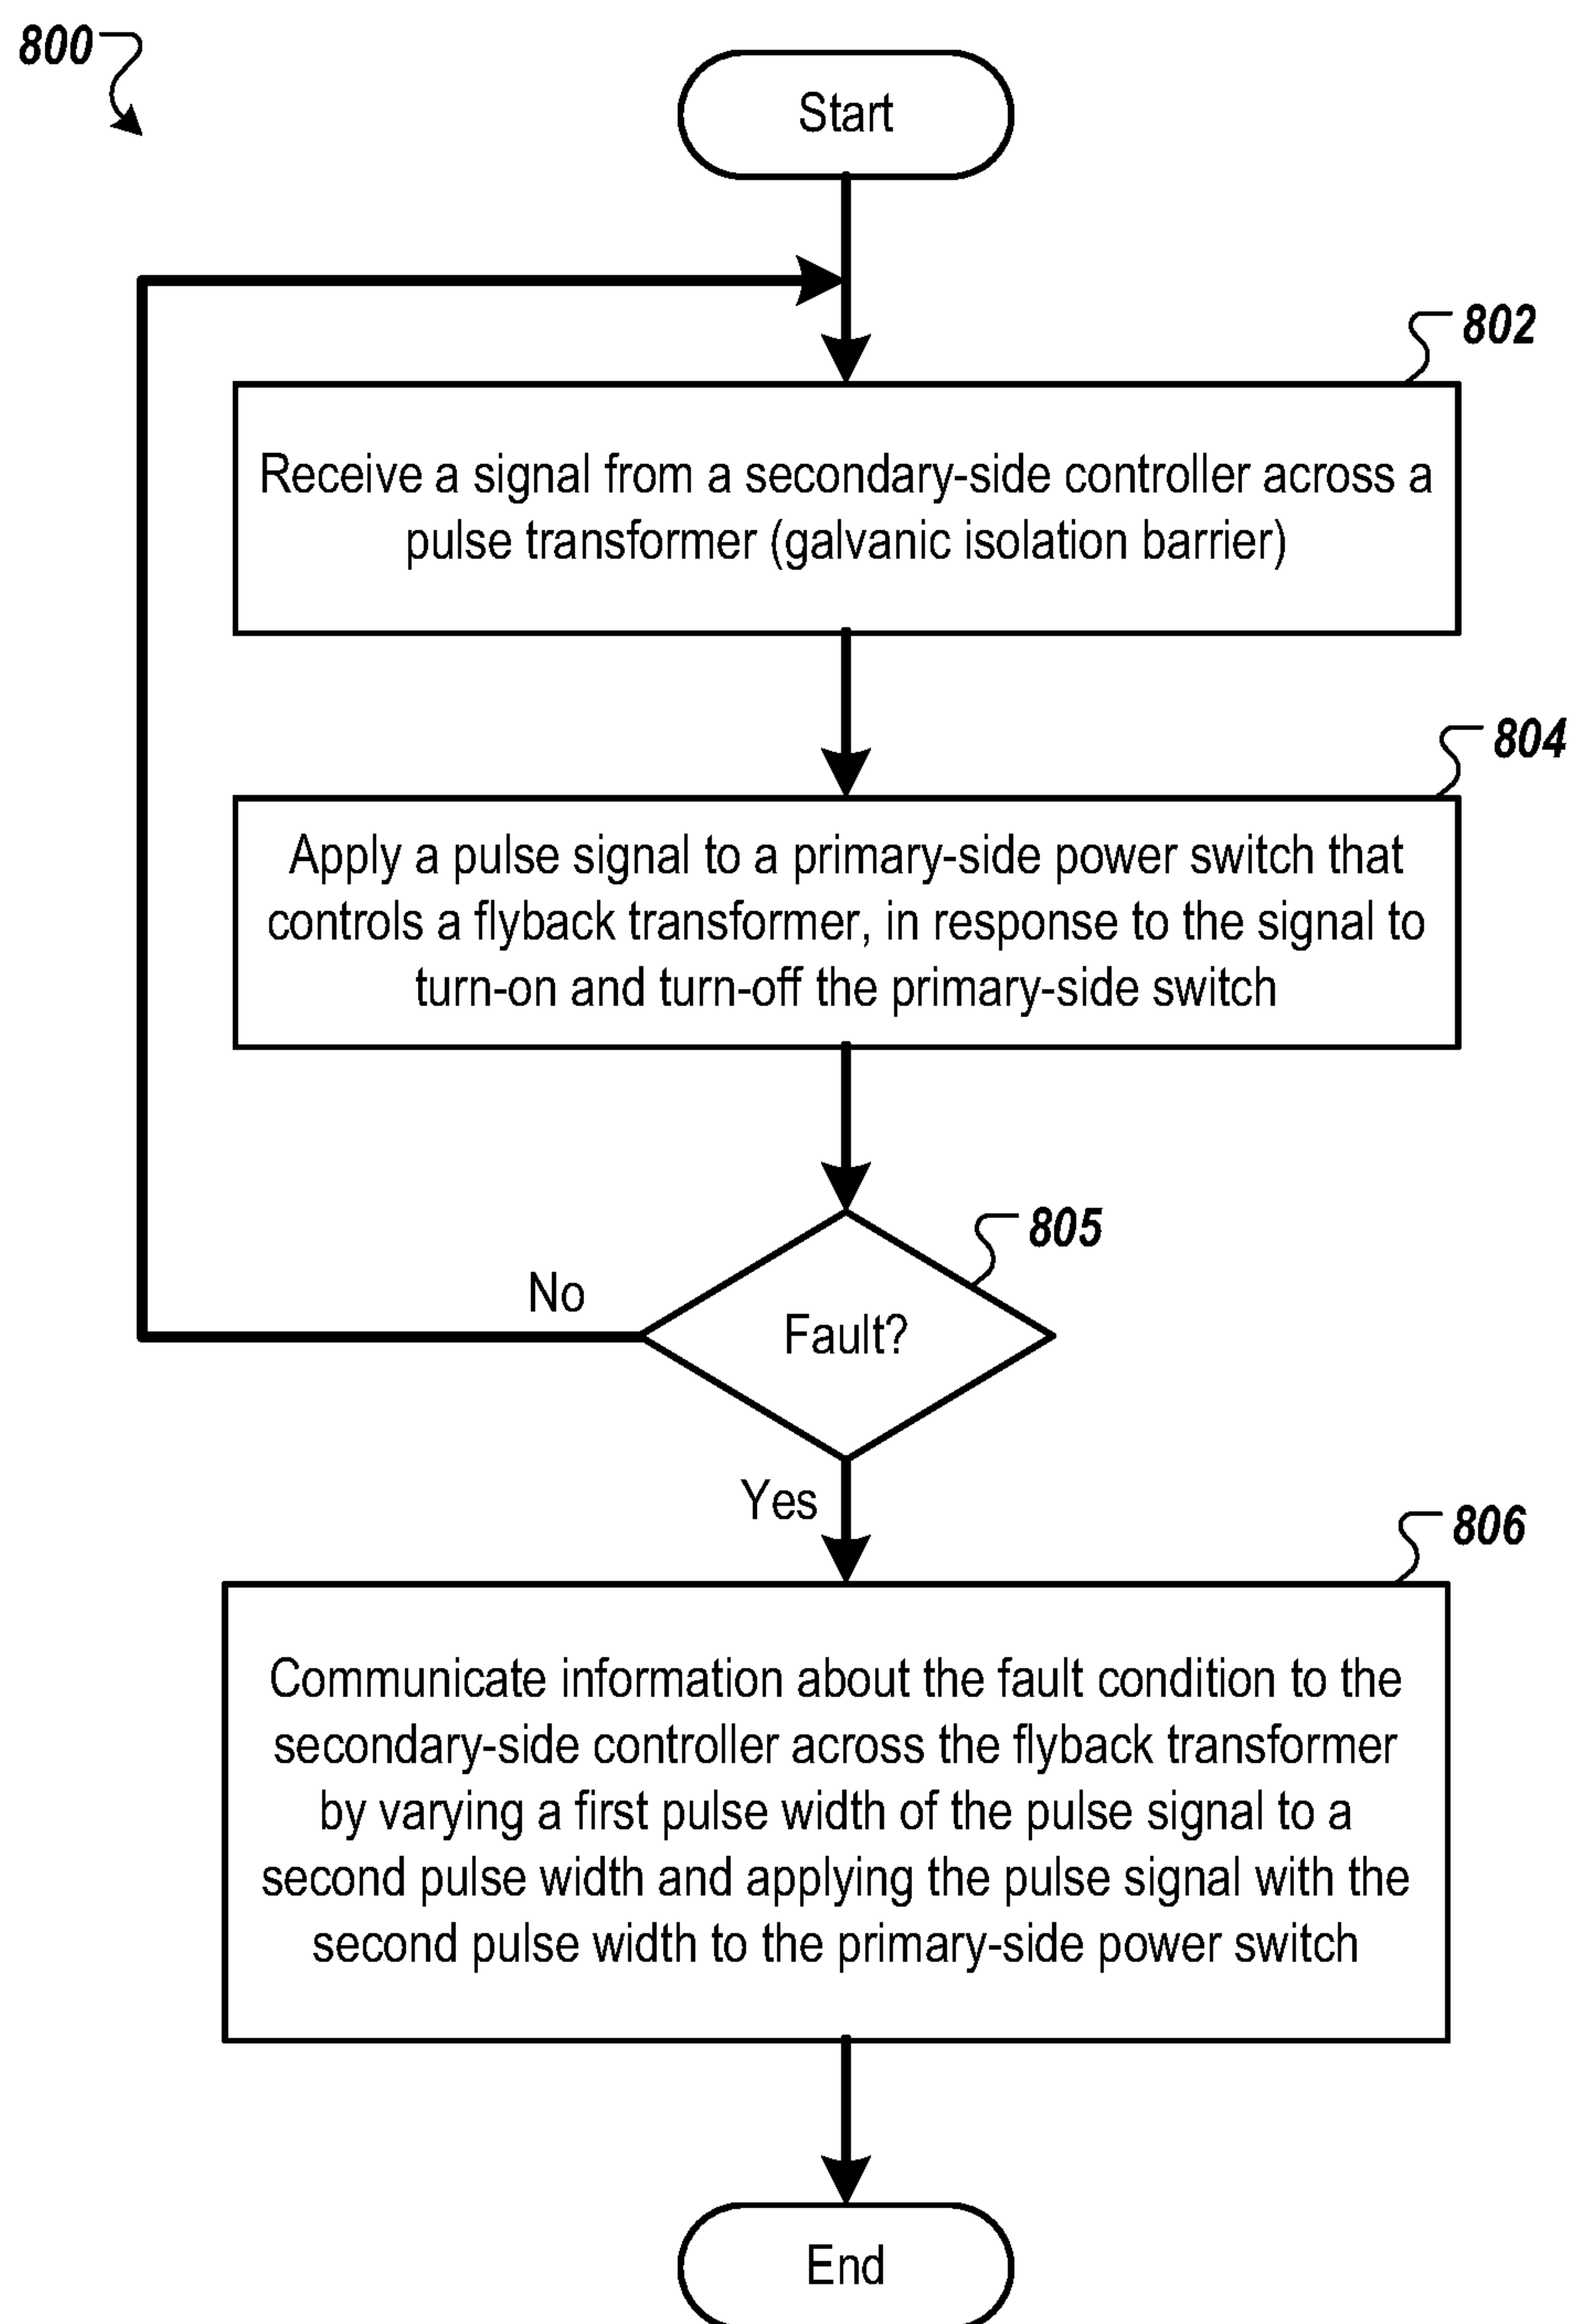 800
Start
802
Receive a signal from a secondary-side controller across a
pulse transformer (galvanic isolation barrier)
804
Apply a pulse signal to a primary-side power switch that
controls a flyback transformer, in response to the signal to
turn-on and turn-off the primary-side switch
805
No
Fault?
Yes
806
Communicate information about the fault condition to the
secondary-side controller across the flyback transformer
by varying a first pulse width of the pulse signal to a
second pulse width and applying the pulse signal with the
second pulse width to the primary-side power switch
End